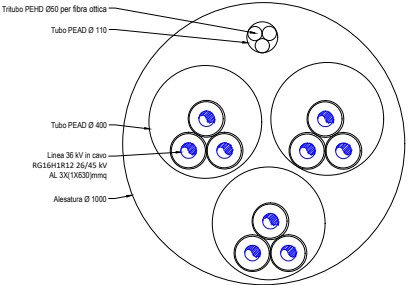 Tritubo PEHD Ø50 per fibra ottica
Tubo PEAD Ø 110
Tubo PEAD Ø 400
Linea 36 kV in cavo
RG16H1R12 26/45 kV
AL 3X(1X630)mmq
Alesatura Ø 1000